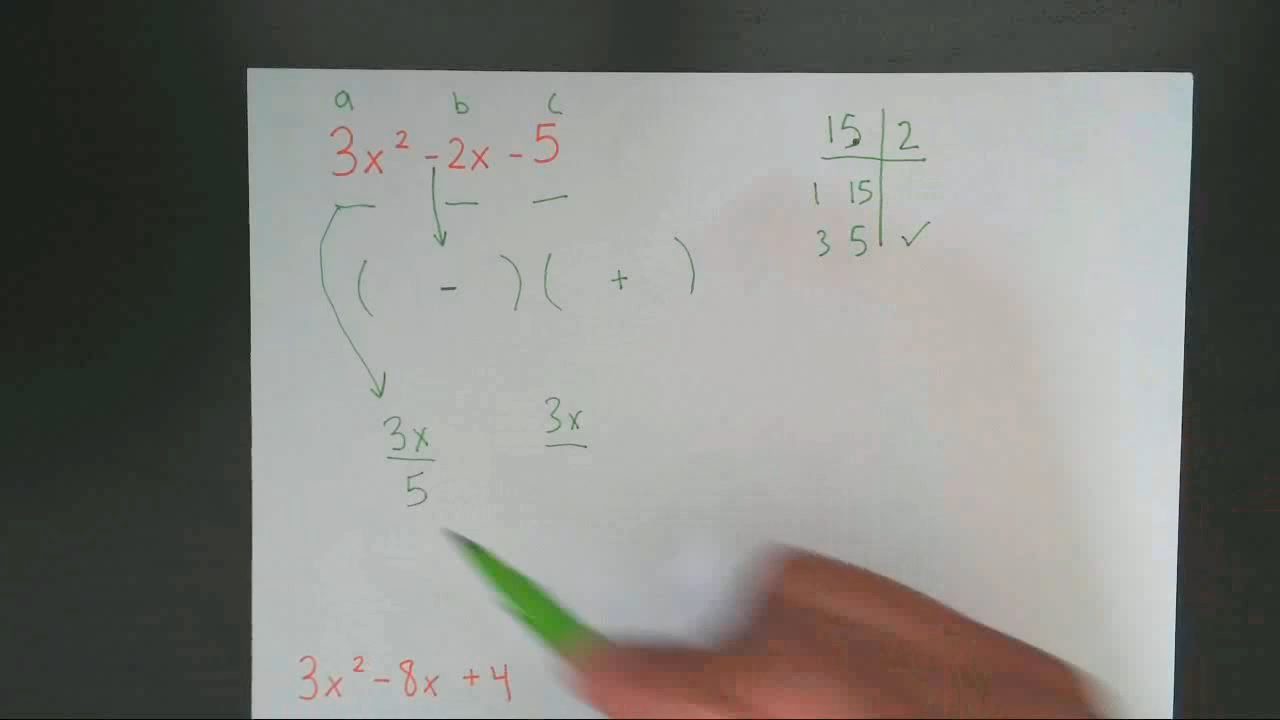 a b c
3x² - 2x - 5
15 | 2
1 15
3 5 ✓
( - ) ( + )
3x 3x
5
3x² - 8x + 4